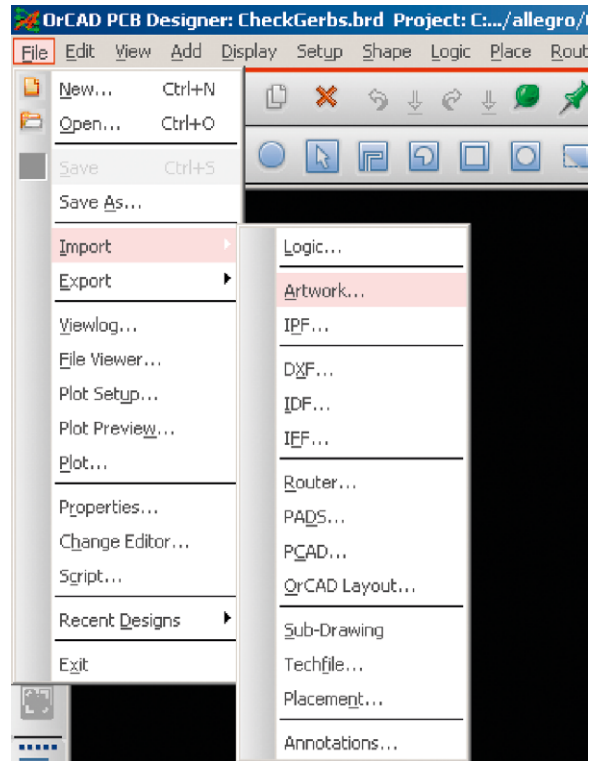 OrCAD PCB Designer: CheckGerbs.brd Project: C:.../allegro/
File Edit View Add Display Setup Shape Logic Place Rout
New... Ctrl+N
Open... Ctrl+O
Save Ctrl+S
Save As...
Import
Export
Viewlog...
File Viewer...
Plot Setup...
Plot Preview...
Plot...
Properties...
Change Editor...
Script...
Recent Designs
Exit
Logic...
Artwork...
IPF...
DXF...
IDF...
IFF...
Router...
PADS...
PCAD...
OrCAD Layout...
Sub-Drawing
Techfile...
Placement...
Annotations...